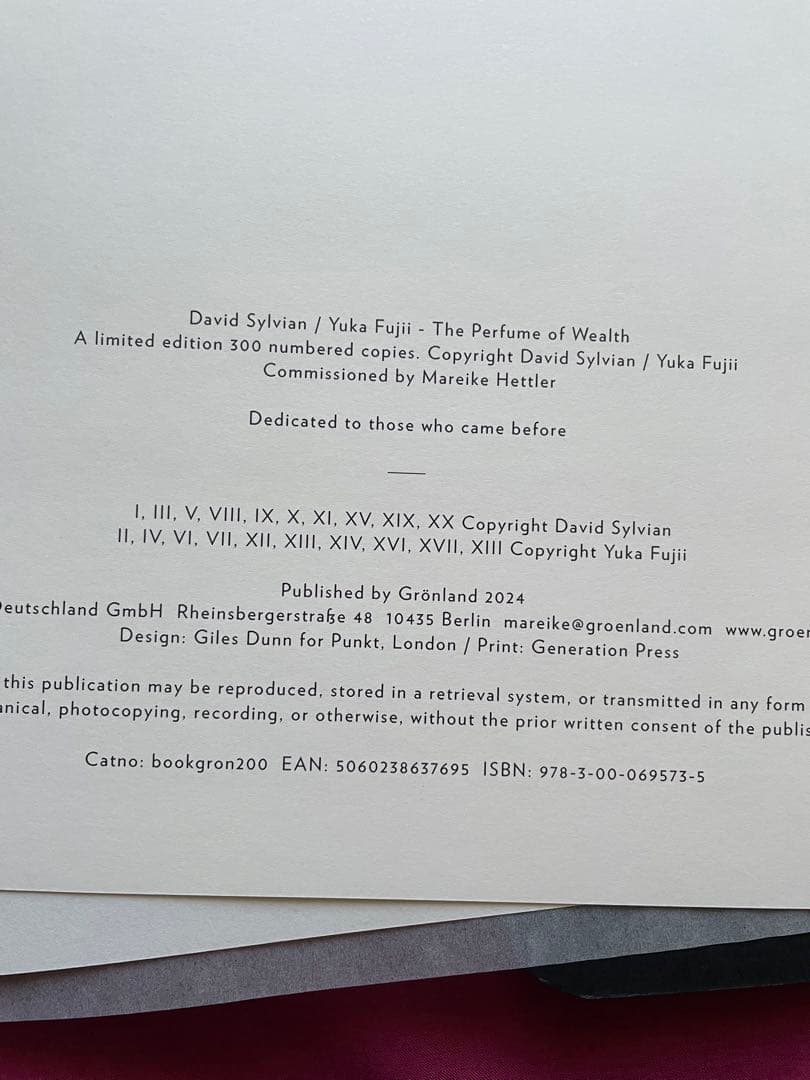 David Sylvian / Yuka Fujii - The Perfume of Wealth
A limited edition 300 numbered copies. Copyright David Sylvian / Yuka Fujii
Commissioned by Mareike Hettler
Dedicated to those who came before
I, III, V, VIII, IX, X, XI, XV, XIX, XX Copyright David Sylvian
II, IV, VI, VII, XII, XIII, XIV, XVI, XVII, XIII Copyright Yuka Fujii
Published by Grönland 2024
Deutschland GmbH Rheinsbergerstraße 48 10435 Berlin mareike@groenland.com www.groen
Design: Giles Dunn for Punkt, London / Print: Generation Press
this publication may be reproduced, stored in a retrieval system, or transmitted in any form
anical, photocopying, recording, or otherwise, without the prior written consent of the publis
Catno: bookgron200 EAN: 5060238637695 ISBN: 978-3-00-069573-5